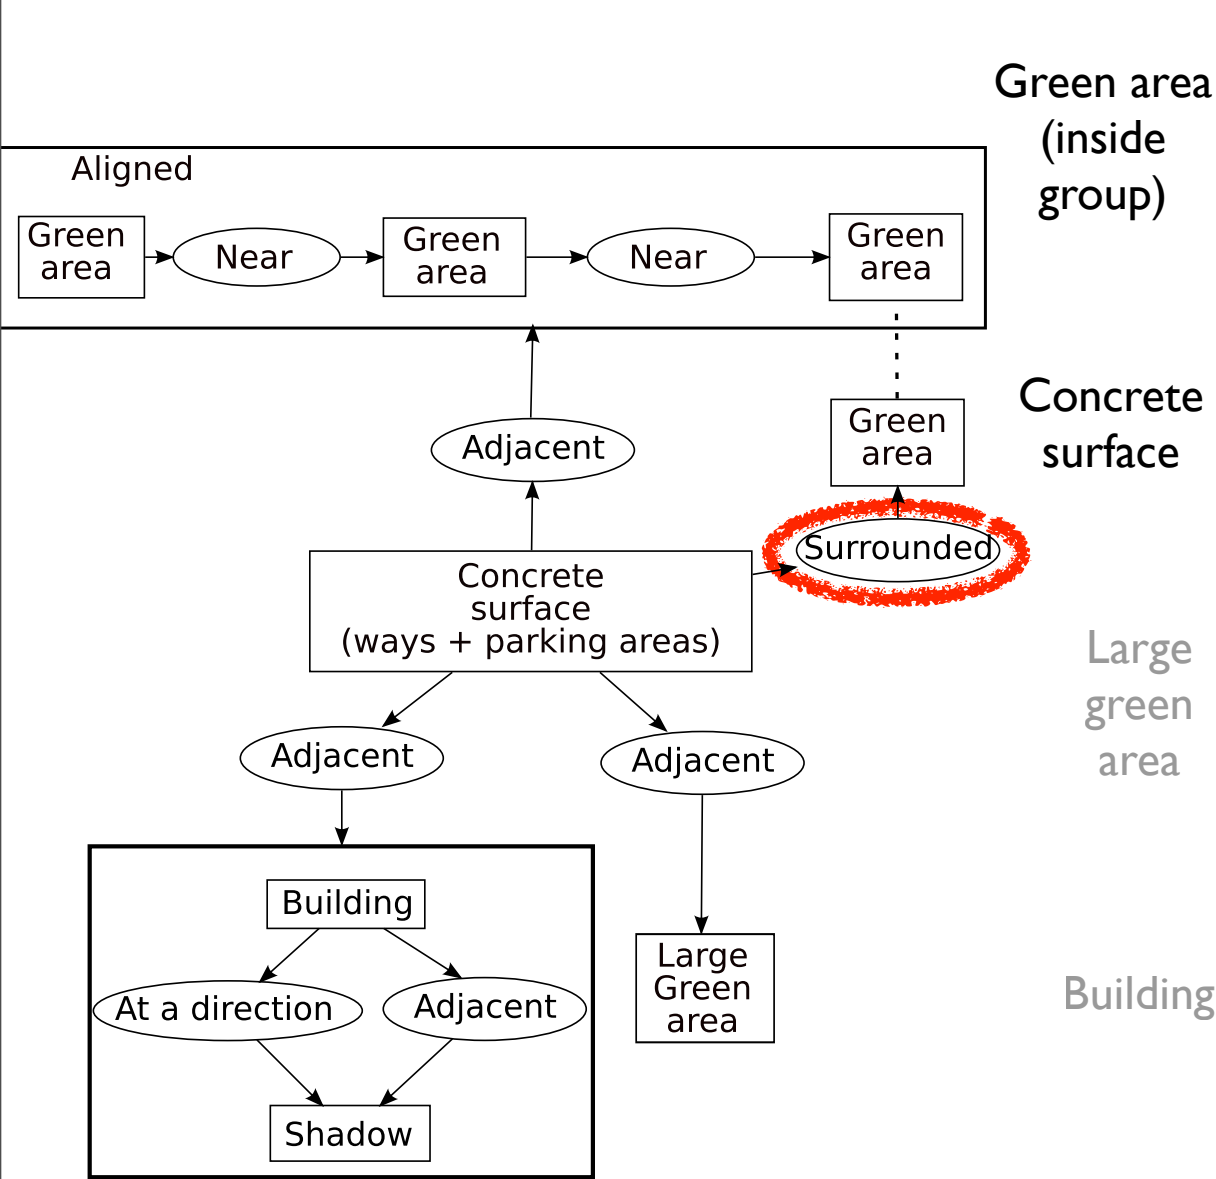 Green area
(inside
group)
Aligned
Green
area
Near
Green
area
Near
Green
area
Adjacent
Green
area
Concrete
surface
Surrounded
Concrete
surface
(ways + parking areas)
Large
green
area
Adjacent
Adjacent
Building
At a direction
Adjacent
Shadow
Large
Green
area
Building